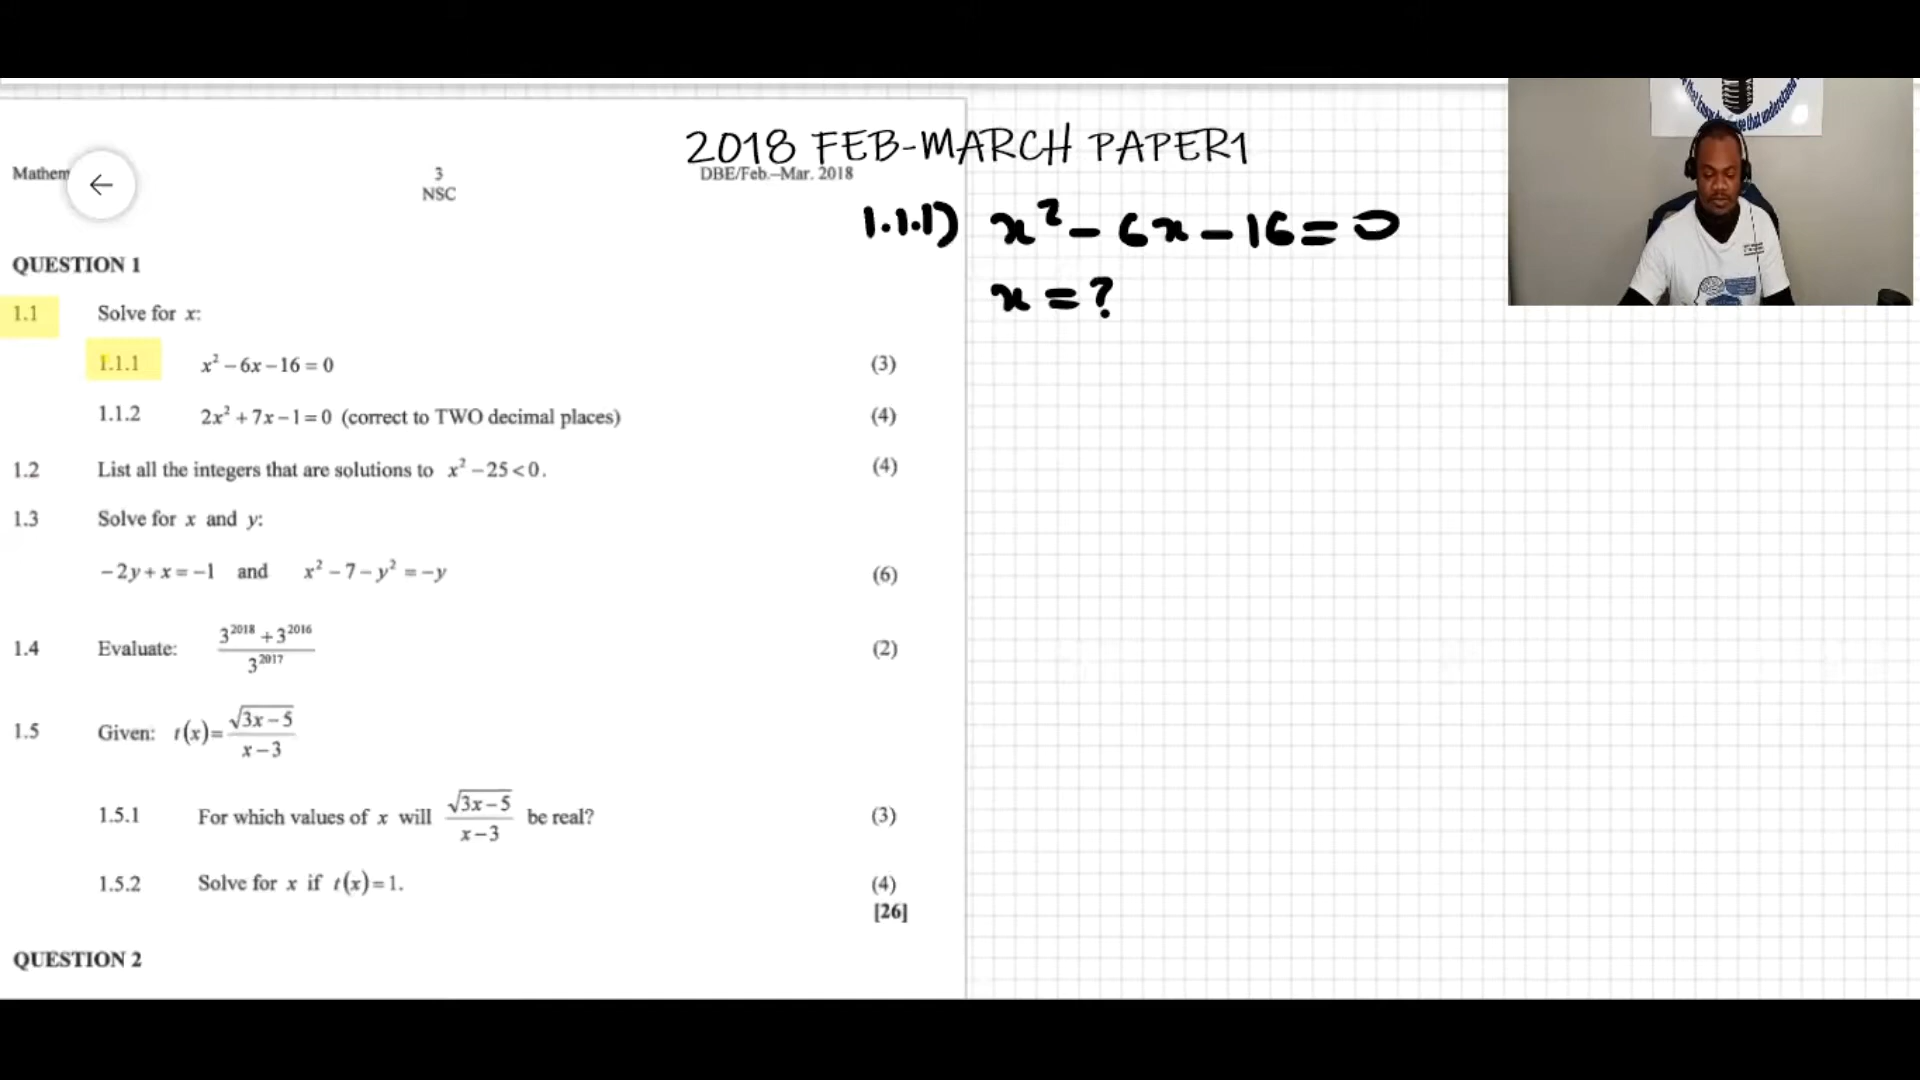 2018 FEB-MARCH PAPER1
Mathem
3
NSC
DBE/Feb.–Mar. 2018
1.1.1) x² – 6x – 16 = 0
x = ?
QUESTION 1
1.1 Solve for x:
1.1.1 x² – 6x – 16 = 0 (3)
1.1.2 2x² + 7x – 1 = 0 (correct to TWO decimal places) (4)
1.2 List all the integers that are solutions to x² – 25 < 0. (4)
1.3 Solve for x and y:
– 2y + x = –1 and x² – 7 – y² = –y (6)
1.4 Evaluate: (3²⁰¹⁸ + 3²⁰¹⁶)/3²⁰¹⁷ (2)
1.5 Given: t(x) = √(3x – 5)/(x – 3)
1.5.1 For which values of x will √(3x – 5)/(x – 3) be real? (3)
1.5.2 Solve for x if t(x) = 1. (4)
[26]
QUESTION 2